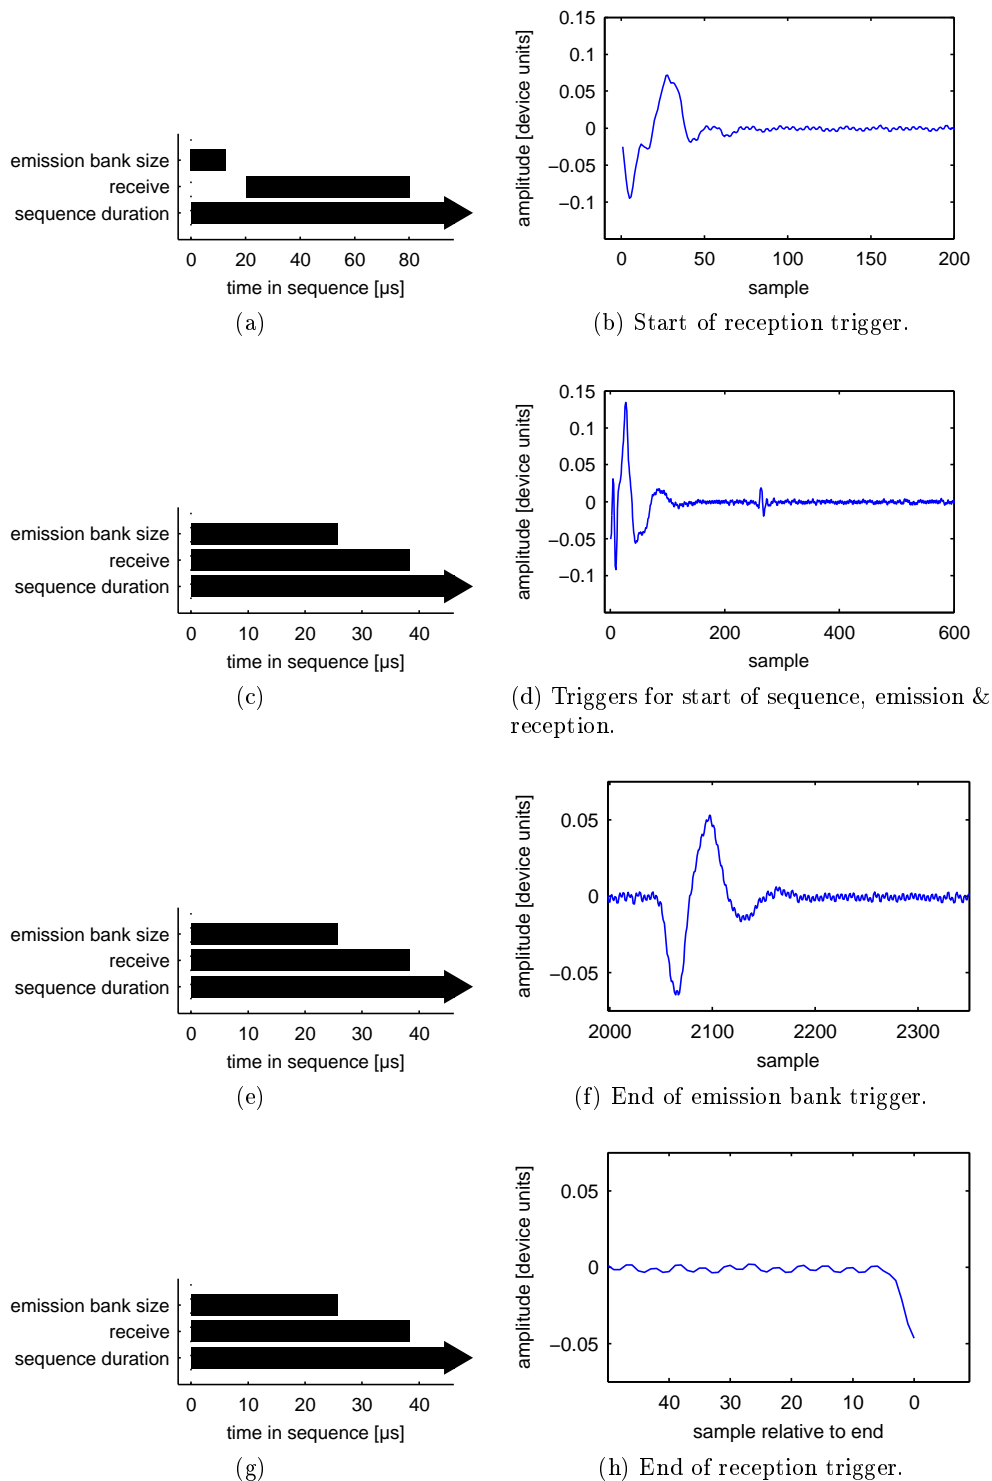 emission bank size
receive
sequence duration
0 20 40 60 80
time in sequence [µs]
(a)
amplitude [device units]
0.15
0.1
0.05
0
−0.05
−0.1
0 50 100 150 200
sample
(b) Start of reception trigger.
emission bank size
receive
sequence duration
0 10 20 30 40
time in sequence [µs]
(c)
amplitude [device units]
0.15
0.1
0.05
0
−0.05
−0.1
0 200 400 600
sample
(d) Triggers for start of sequence, emission &
reception.
emission bank size
receive
sequence duration
0 10 20 30 40
time in sequence [µs]
(e)
amplitude [device units]
0.05
0
−0.05
2000 2100 2200 2300
sample
(f) End of emission bank trigger.
emission bank size
receive
sequence duration
0 10 20 30 40
time in sequence [µs]
(g)
amplitude [device units]
0.05
0
−0.05
40 30 20 10 0
sample relative to end
(h) End of reception trigger.